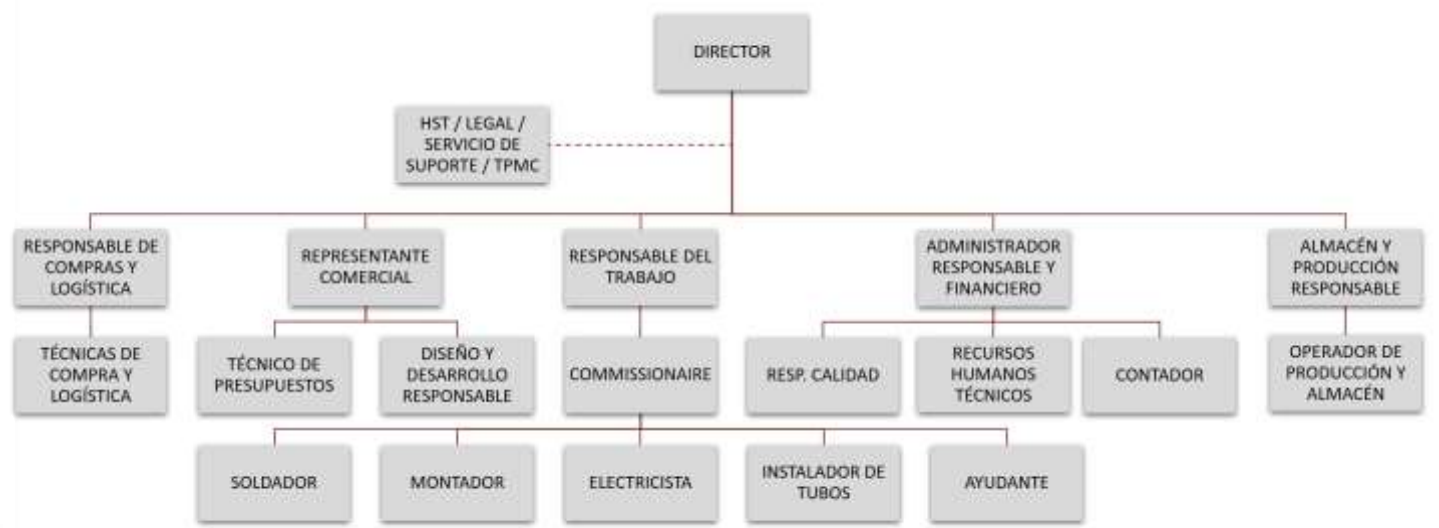 DIRECTOR
HST / LEGAL /
SERVICIO DE
SUPORTE / TPMC
RESPONSABLE DE
COMPRAS Y
LOGÍSTICA
REPRESENTANTE
COMERCIAL
RESPONSABLE DEL
TRABAJO
ADMINISTRADOR
RESPONSABLE Y
FINANCIERO
ALMACÉN Y
PRODUCCIÓN
RESPONSABLE
TÉCNICAS DE
COMPRA Y
LOGÍSTICA
TÉCNICO DE
PRESUPUESTOS
DISEÑO Y
DESARROLLO
RESPONSABLE
COMMISSIONAIRE
RESP. CALIDAD
RECURSOS
HUMANOS
TÉCNICOS
CONTADOR
OPERADOR DE
PRODUCCIÓN Y
ALMACÉN
SOLDADOR
MONTADOR
ELECTRICISTA
INSTALADOR DE
TUBOS
AYUDANTE